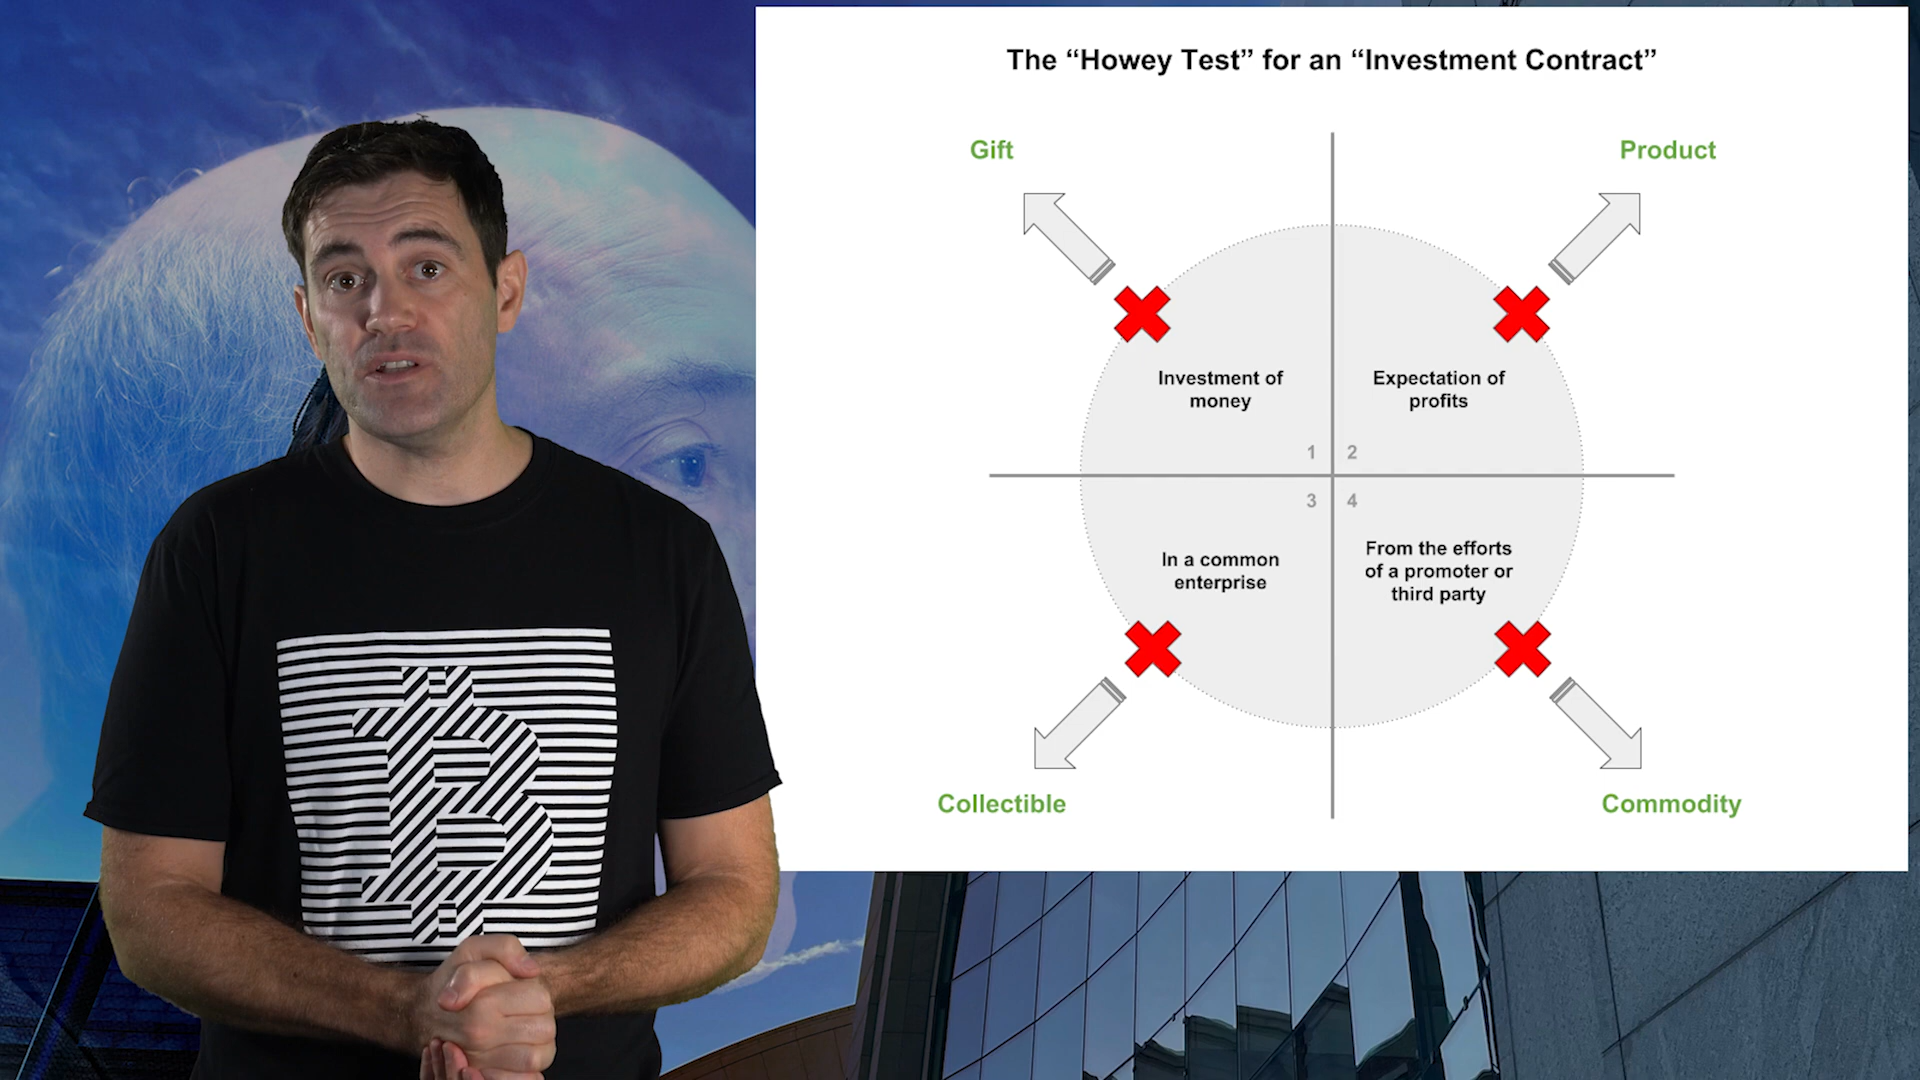 The “Howey Test” for an “Investment Contract”
Gift
Product
Investment of
money
Expectation of
profits
1
2
3
4
In a common
enterprise
From the efforts
of a promoter or
third party
Collectible
Commodity
B